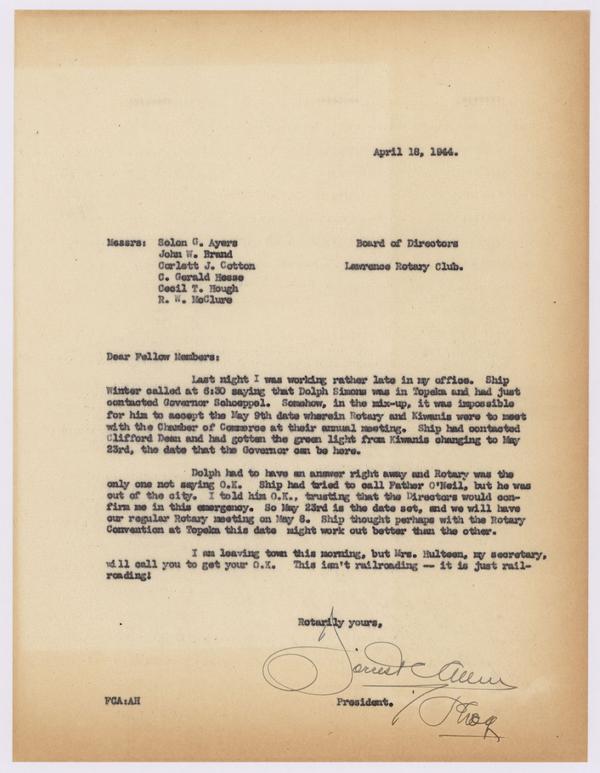 April 18, 1944.
Messrs: Solon G. Ayers
John W. Brand
Corlett J. Cotton
C. Gerald Hesse
Cecil T. Hough
R. W. McClure
Board of Directors
Lawrence Rotary Club.
Dear Fellow Members:
Last night I was working rather late in my office. Ship
Winter called at 6:30 saying that Dolph Simons was in Topeka and had just
contacted Governor Schoeppel. Somehow, in the mix-up, it was impossible
for him to accept the May 9th date wherein Rotary and Kiwanis were to meet
with the Chamber of Commerce at their annual meeting. Ship had contacted
Clifford Dean and had gotten the green light from Kiwanis changing to May
23rd, the date that the Governor can be here.
Dolph had to have an answer right away and Rotary was the
only one not saying O.K. Ship had tried to call Father O'Neil, but he was
out of the city. I told him O.K., trusting that the Directors would con-
firm me in this emergency. So May 23rd is the date set, and we will have
our regular Rotary meeting on May 8. Ship thought perhaps with the Rotary
Convention at Topeka this date might work out better than the other.
I am leaving town this morning, but Mrs. Hulteen, my secretary,
will call you to get your O.K. This isn't railroading -- it is just rail-
roading!
Rotarily yours,
Forrest C Allen
FCA:AH President.
Phog